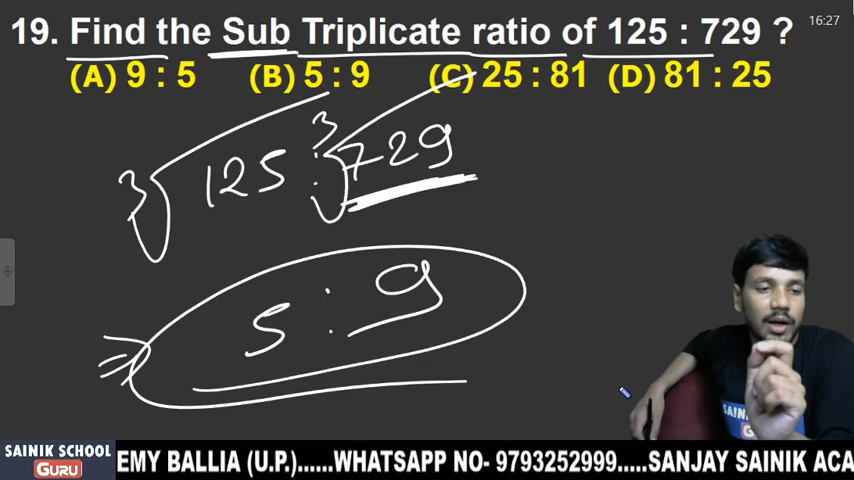 16:27
19. Find the Sub Triplicate ratio of 125 : 729 ?
(A) 9 : 5 (B) 5 : 9 (C) 25 : 81 (D) 81 : 25
∛125 : ∛729
⇒ 5 : 9
SAINIK SCHOOL
GURU
EMY BALLIA (U.P.)......WHATSAPP NO- 9793252999.....SANJAY SAINIK ACA